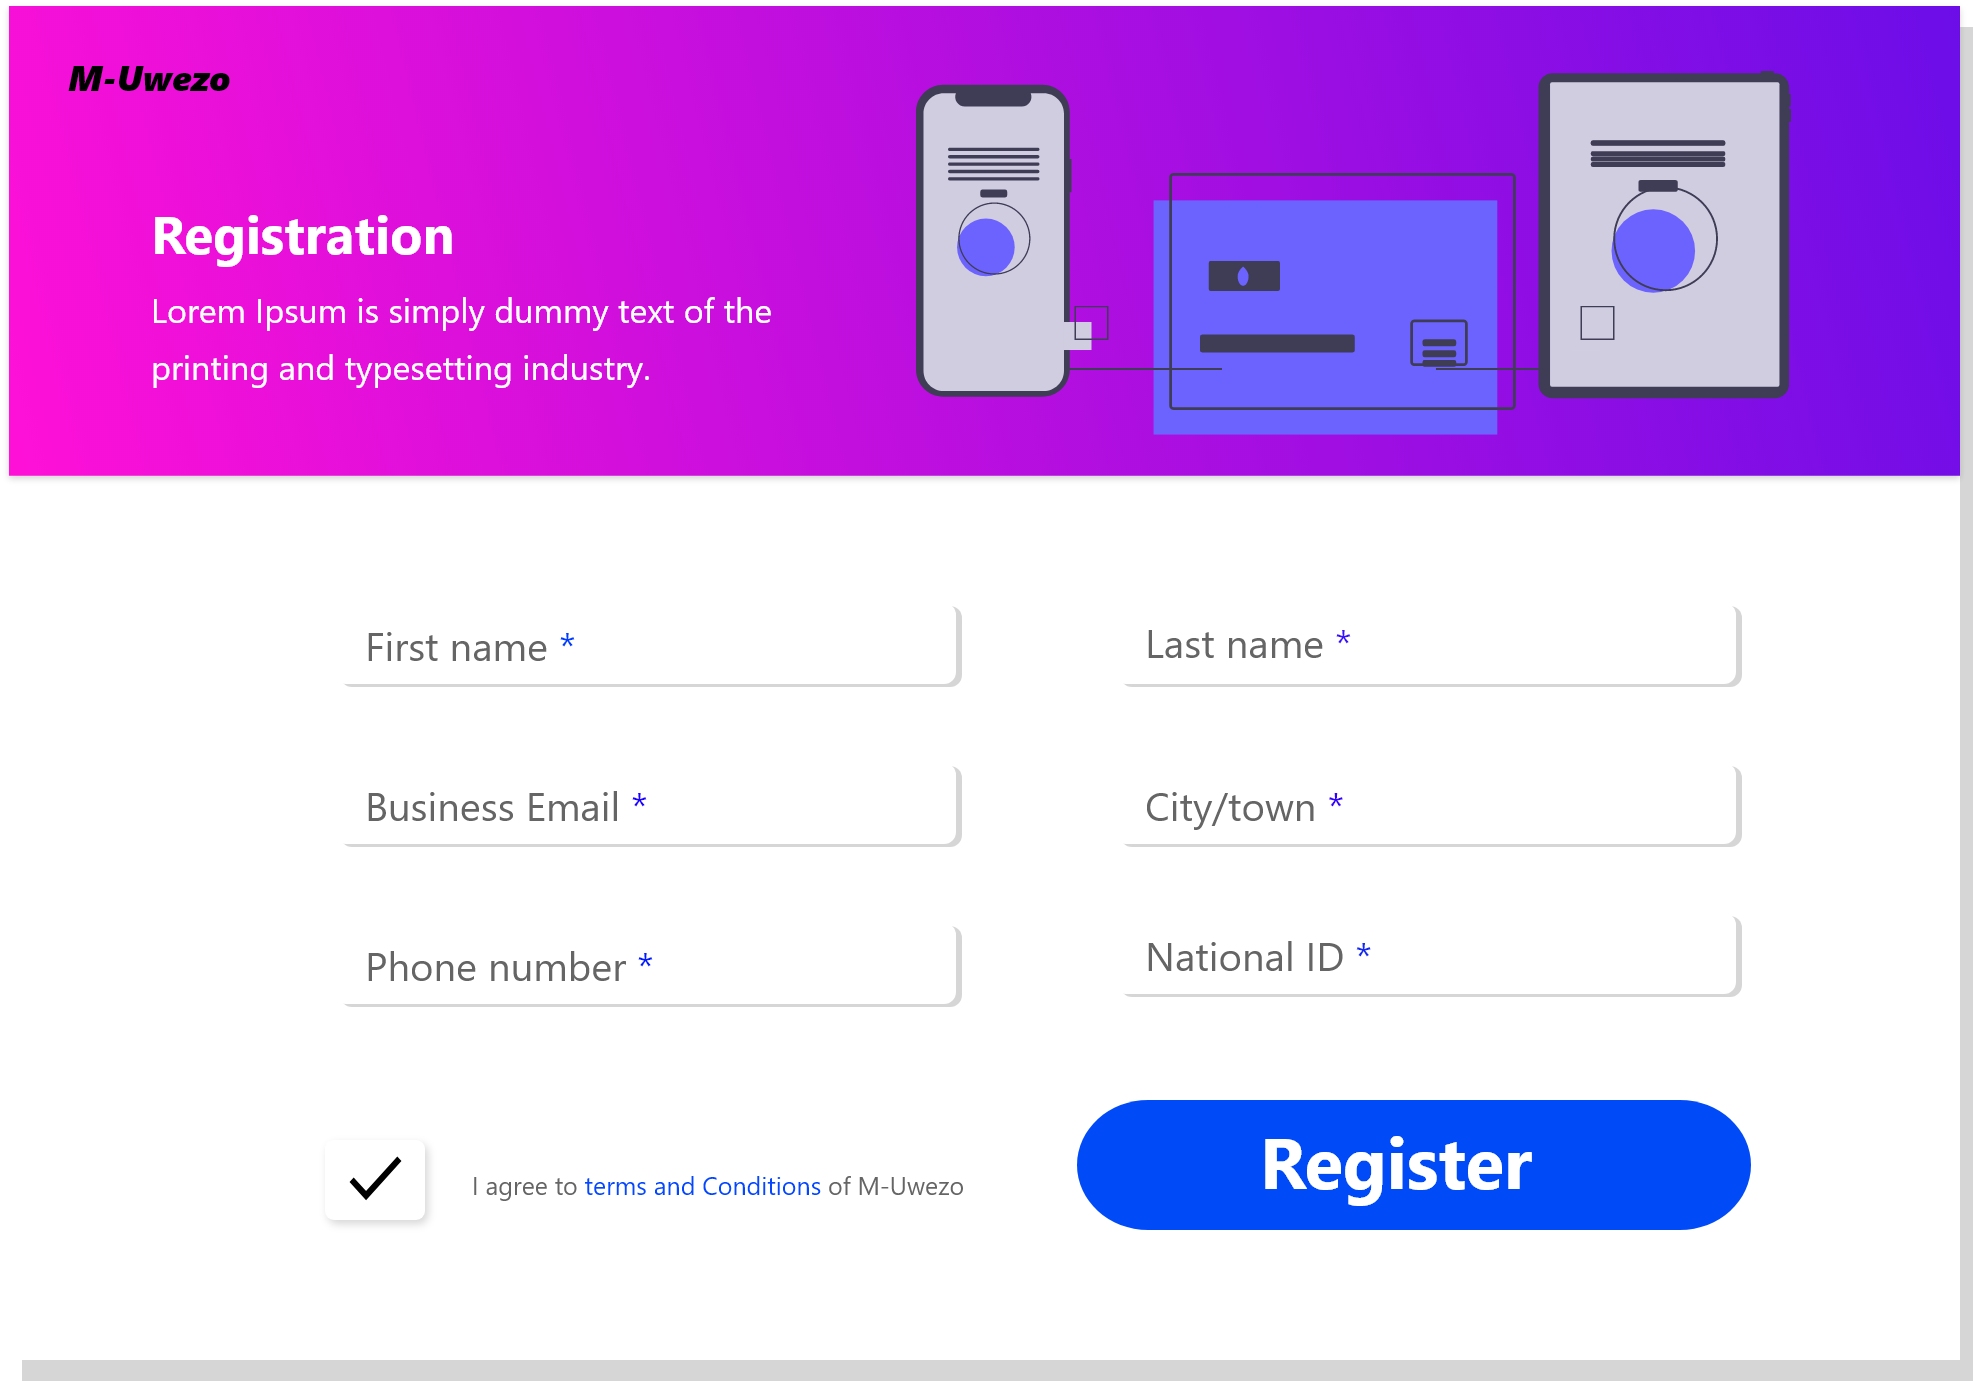 M-Uwezo
Registration
Lorem Ipsum is simply dummy text of the
printing and typesetting industry.
First name *
Last name *
Business Email *
City/town *
Phone number *
National ID *
I agree to terms and Conditions of M-Uwezo
Register